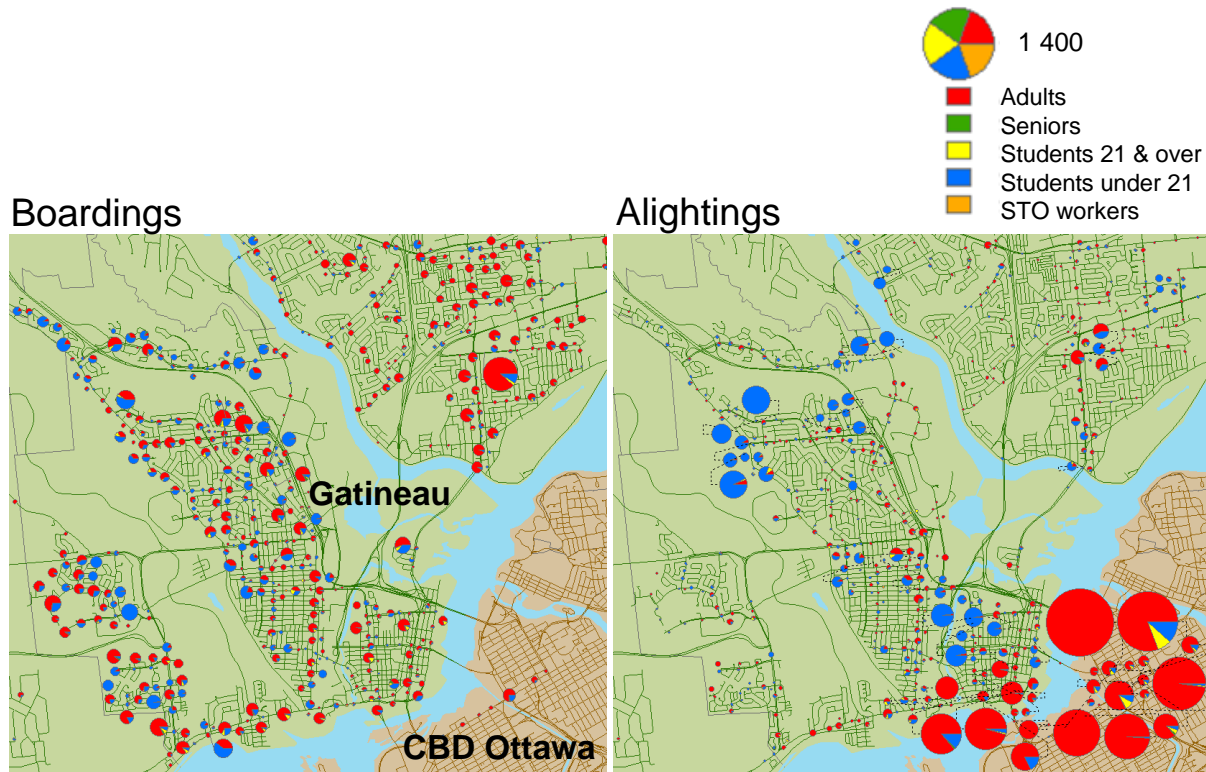 1 400
Adults
Seniors
Students 21 & over
Students under 21
STO workers
Boardings
Alightings
Gatineau
CBD Ottawa